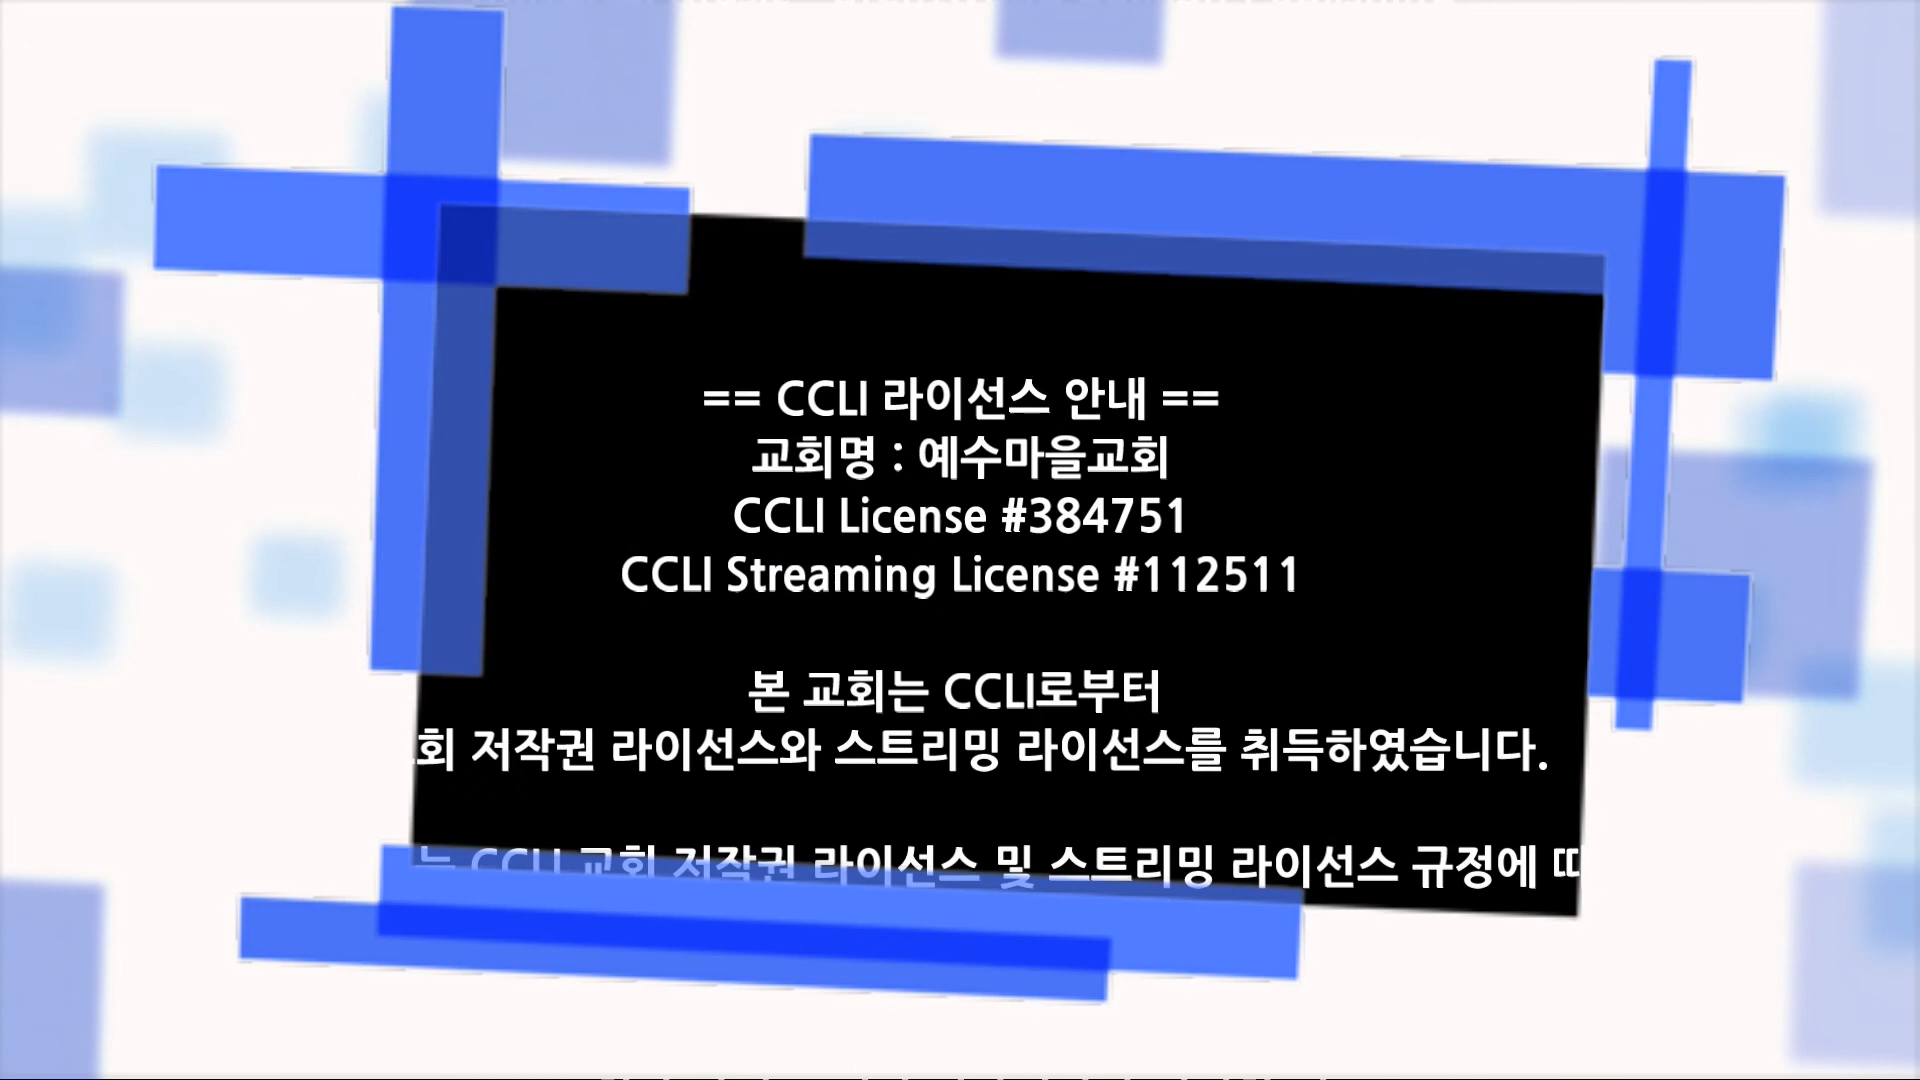 == CCLI 라이선스 안내 ==
교회명 : 예수마을교회
CCLI License #384751
CCLI Streaming License #112511
본 교회는 CCLI로부터
회 저작권 라이선스와 스트리밍 라이선스를 취득하였습니다.
는 CCLI 교회 저작권 라이선스 및 스트리밍 라이선스 규정에